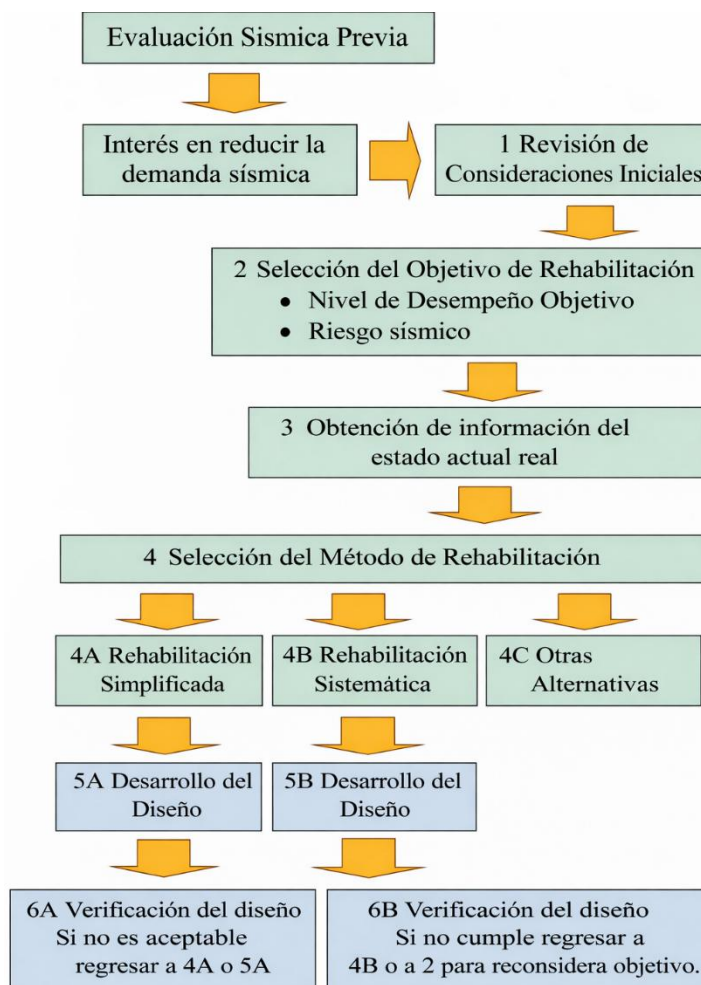 Evaluación Sismica Previa
Interés en reducir la
demanda sísmica
1 Revisión de
Consideraciones Iniciales
2 Selección del Objetivo de Rehabilitación
• Nivel de Desempeño Objetivo
• Riesgo sísmico
3 Obtención de información del
estado actual real
4 Selección del Método de Rehabilitación
4A Rehabilitación
Simplificada
4B Rehabilitación
Sistemática
4C Otras
Alternativas
5A Desarrollo del
Diseño
5B Desarrollo del
Diseño
6A Verificación del diseño
Si no es aceptable
regresar a 4A o 5A
6B Verificación del diseño
Si no cumple regresar a
4B o a 2 para reconsidera objetivo.